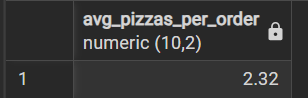 avg_pizzas_per_order
numeric (10,2)
1 2.32